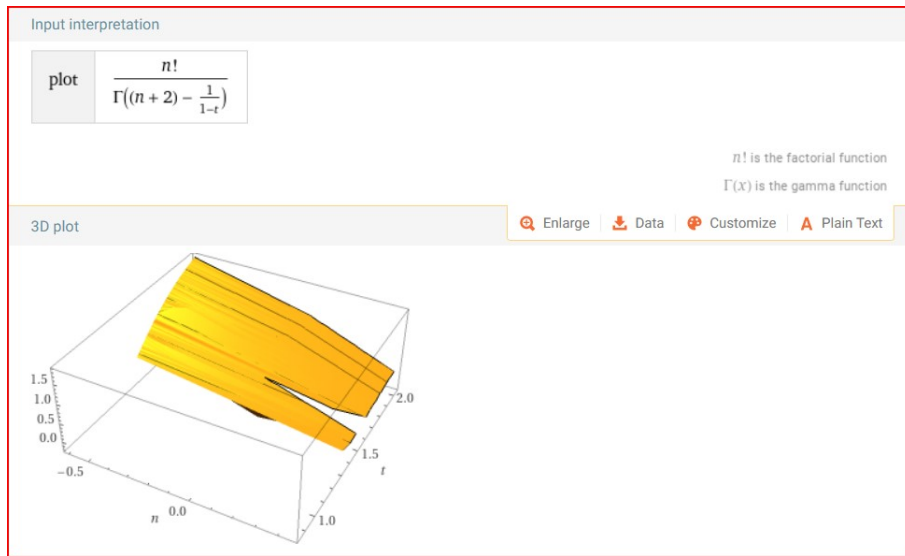 Input interpretation
plot n! / Γ((n + 2) − 1/(1−t))
n! is the factorial function
Γ(x) is the gamma function
3D plot
Enlarge Data Customize A Plain Text
1.5
1.0
0.5
0.0
−0.5
n
0.0
2.0
1.5
t
1.0